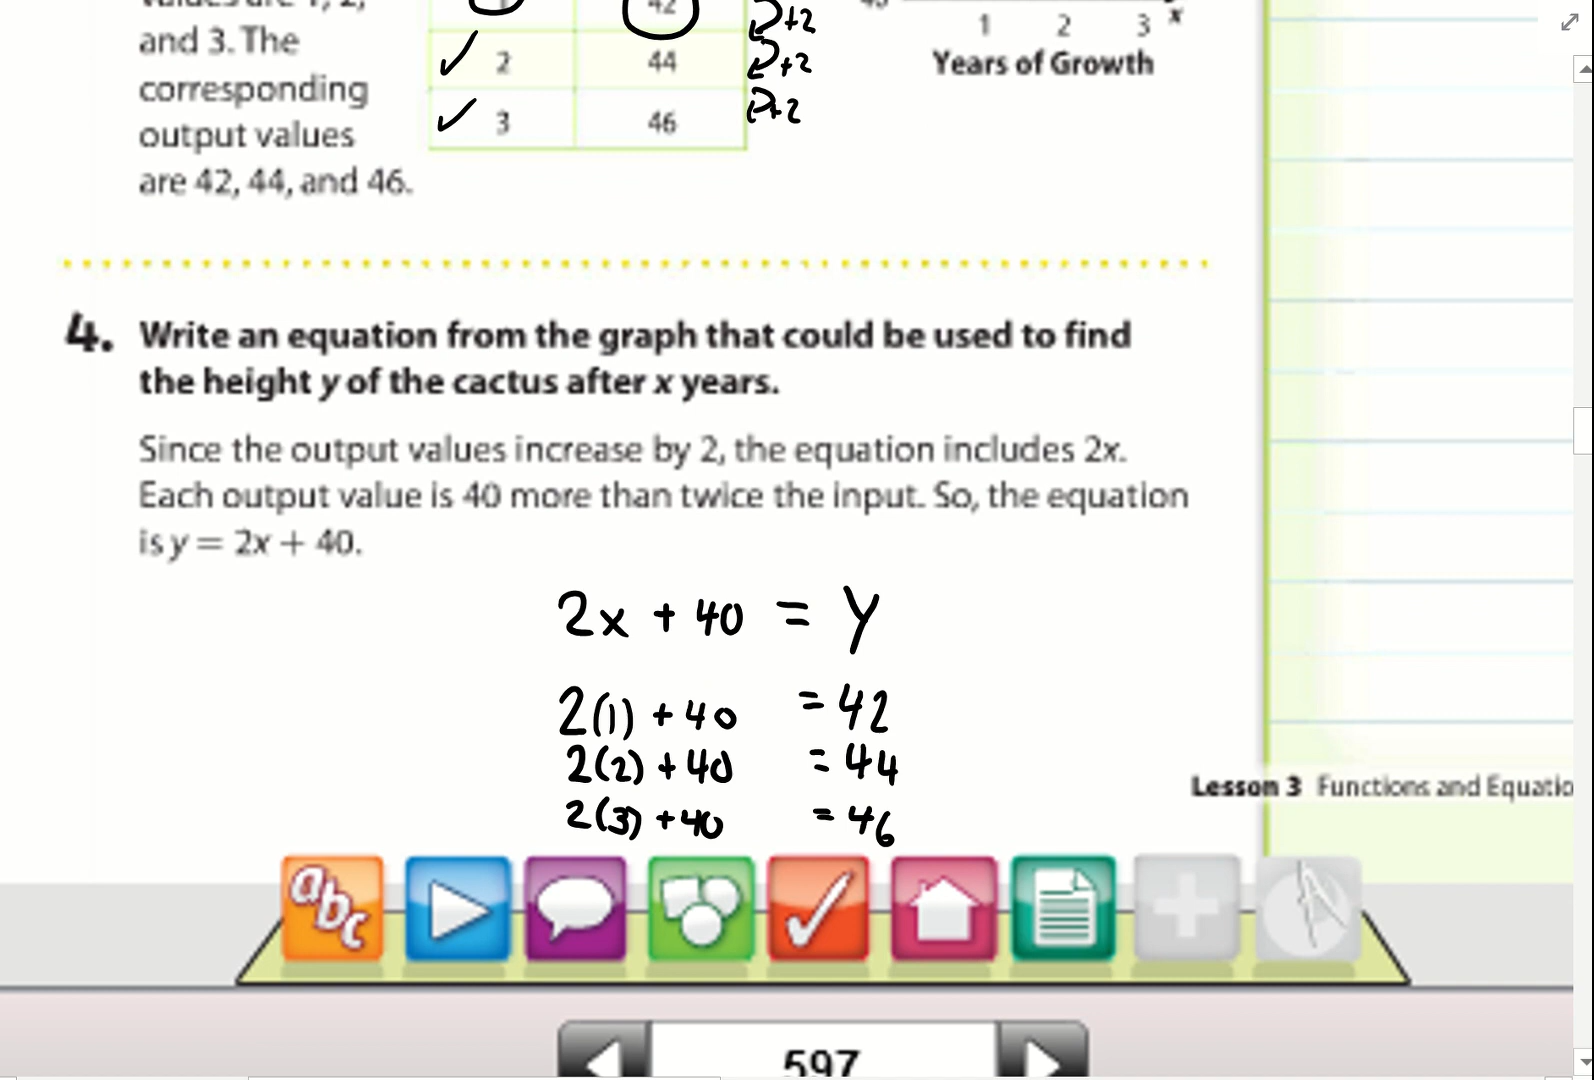 and 3. The
corresponding
output values
are 42, 44, and 46.
42
2 44
3 46
+2
+2
+2
1 2 3 x
Years of Growth
4. Write an equation from the graph that could be used to find
the height y of the cactus after x years.
Since the output values increase by 2, the equation includes 2x.
Each output value is 40 more than twice the input. So, the equation
is y = 2x + 40.
2x + 40 = y
2(1) + 40 = 42
2(2) + 40 = 44
2(3) + 40 = 46
Lesson 3 Functions and Equatio
abc
597